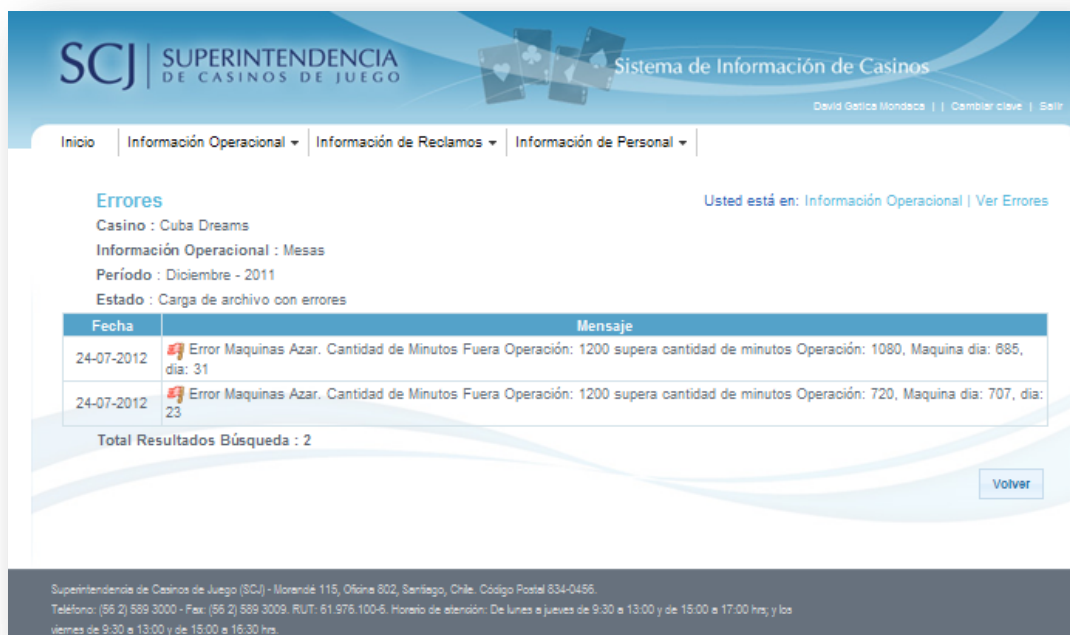 SCJ SUPERINTENDENCIA
DE CASINOS DE JUEGO
Sistema de Información de Casinos
David Gatica Mondaca | | Cambiar clave | Salir
Inicio Información Operacional Información de Reclamos Información de Personal
Errores
Usted está en: Información Operacional | Ver Errores
Casino : Cuba Dreams
Información Operacional : Mesas
Período : Diciembre - 2011
Estado : Carga de archivo con errores
Fecha Mensaje
24-07-2012 Error Maquinas Azar. Cantidad de Minutos Fuera Operación: 1200 supera cantidad de minutos Operación: 1080, Maquina dia: 685,
dia: 31
24-07-2012 Error Maquinas Azar. Cantidad de Minutos Fuera Operación: 1200 supera cantidad de minutos Operación: 720, Maquina dia: 707, dia:
23
Total Resultados Búsqueda : 2
Volver
Superintendencia de Casinos de Juego (SCJ) - Morandé 115, Oficina 802, Santiago, Chile. Código Postal 834-0456.
Teléfono: (56 2) 589 3000 - Fax: (56 2) 589 3009. RUT: 61.976.100-6. Horario de atención: De lunes a jueves de 9:30 a 13:00 y de 15:00 a 17:00 hrs; y los
viernes de 9:30 a 13:00 y de 15:00 a 16:30 hrs.